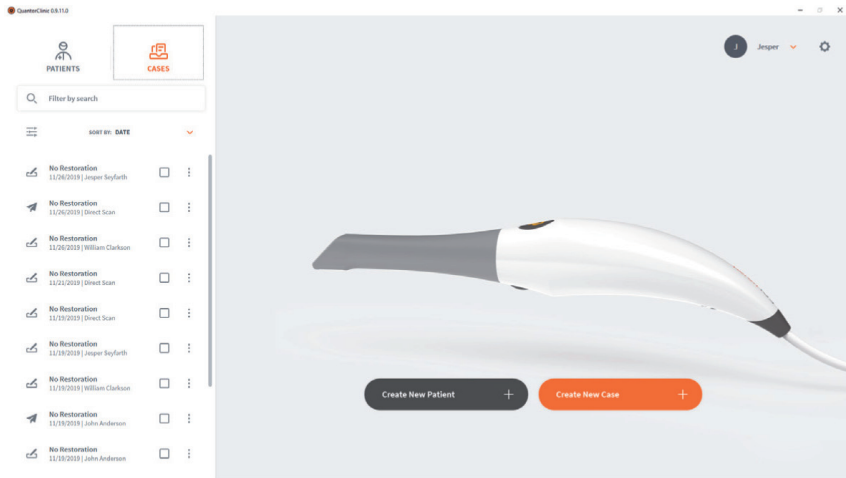 QuantorClinic 0.9.11.0
PATIENTS
CASES
Filter by search
SORT BY: DATE
No Restoration
11/26/2019 | Jesper Seyfarth
No Restoration
11/26/2019 | Direct Scan
No Restoration
11/26/2019 | William Clarkson
No Restoration
11/21/2019 | Direct Scan
No Restoration
11/19/2019 | Direct Scan
No Restoration
11/19/2019 | Jesper Seyfarth
No Restoration
11/19/2019 | William Clarkson
No Restoration
11/19/2019 | John Anderson
No Restoration
11/19/2019 | John Anderson
J Jesper
Create New Patient
Create New Case